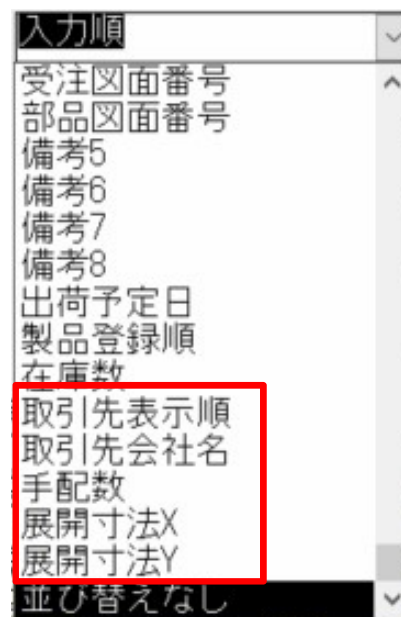 入力順
受注図面番号
部品図面番号
備考5
備考6
備考7
備考8
出荷予定日
製品登録順
在庫数
取引先表示順
取引先会社名
手配数
展開寸法X
展開寸法Y
並び替えなし